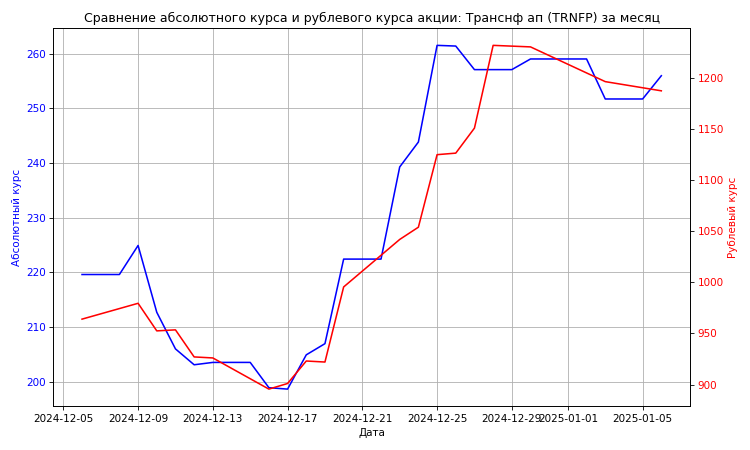 Сравнение абсолютного курса и рублевого курса акции: Транснф ап (TRNFP) за месяц
Абсолютный курс
260
250
240
230
220
210
200
1200
1150
1100
1050
1000
950
900
Рублевый курс
2024-12-05 2024-12-09 2024-12-13 2024-12-17 2024-12-21 2024-12-25 2024-12-29 2025-01-01 2025-01-05
Дата